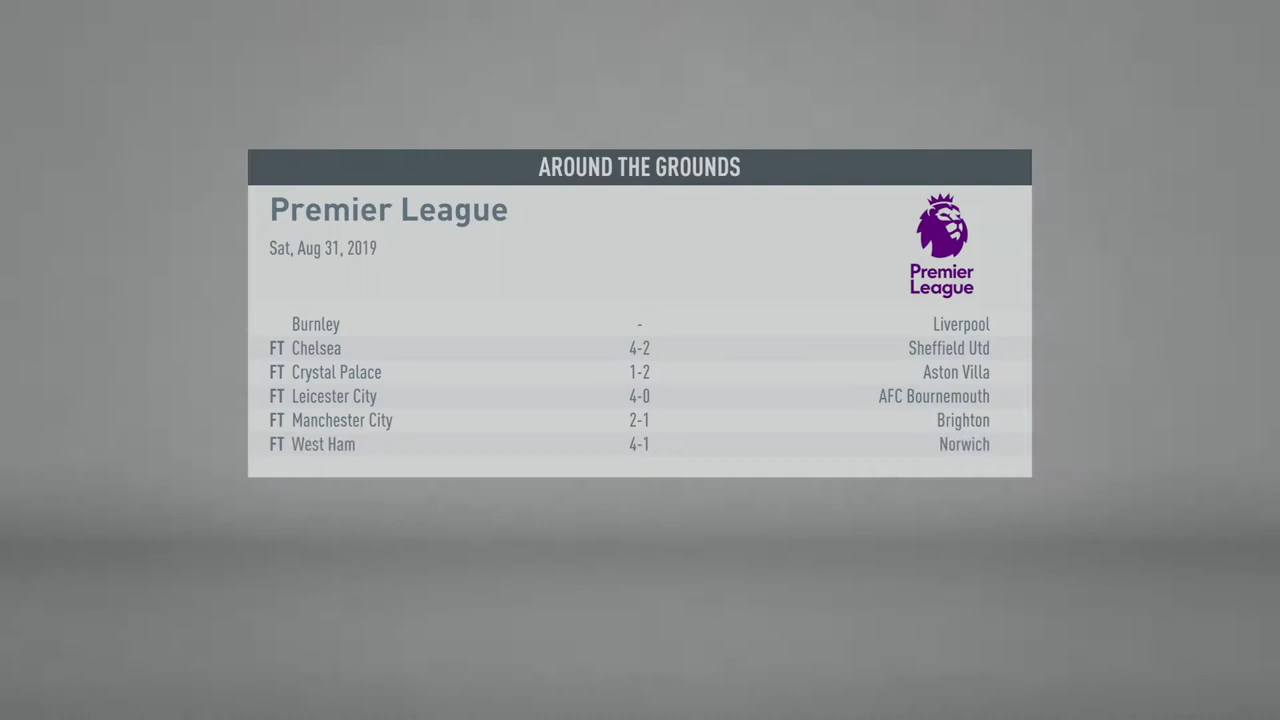 AROUND THE GROUNDS
Premier League
Sat, Aug 31, 2019
Premier
League
Burnley - Liverpool
FT Chelsea 4-2 Sheffield Utd
FT Crystal Palace 1-2 Aston Villa
FT Leicester City 4-0 AFC Bournemouth
FT Manchester City 2-1 Brighton
FT West Ham 4-1 Norwich